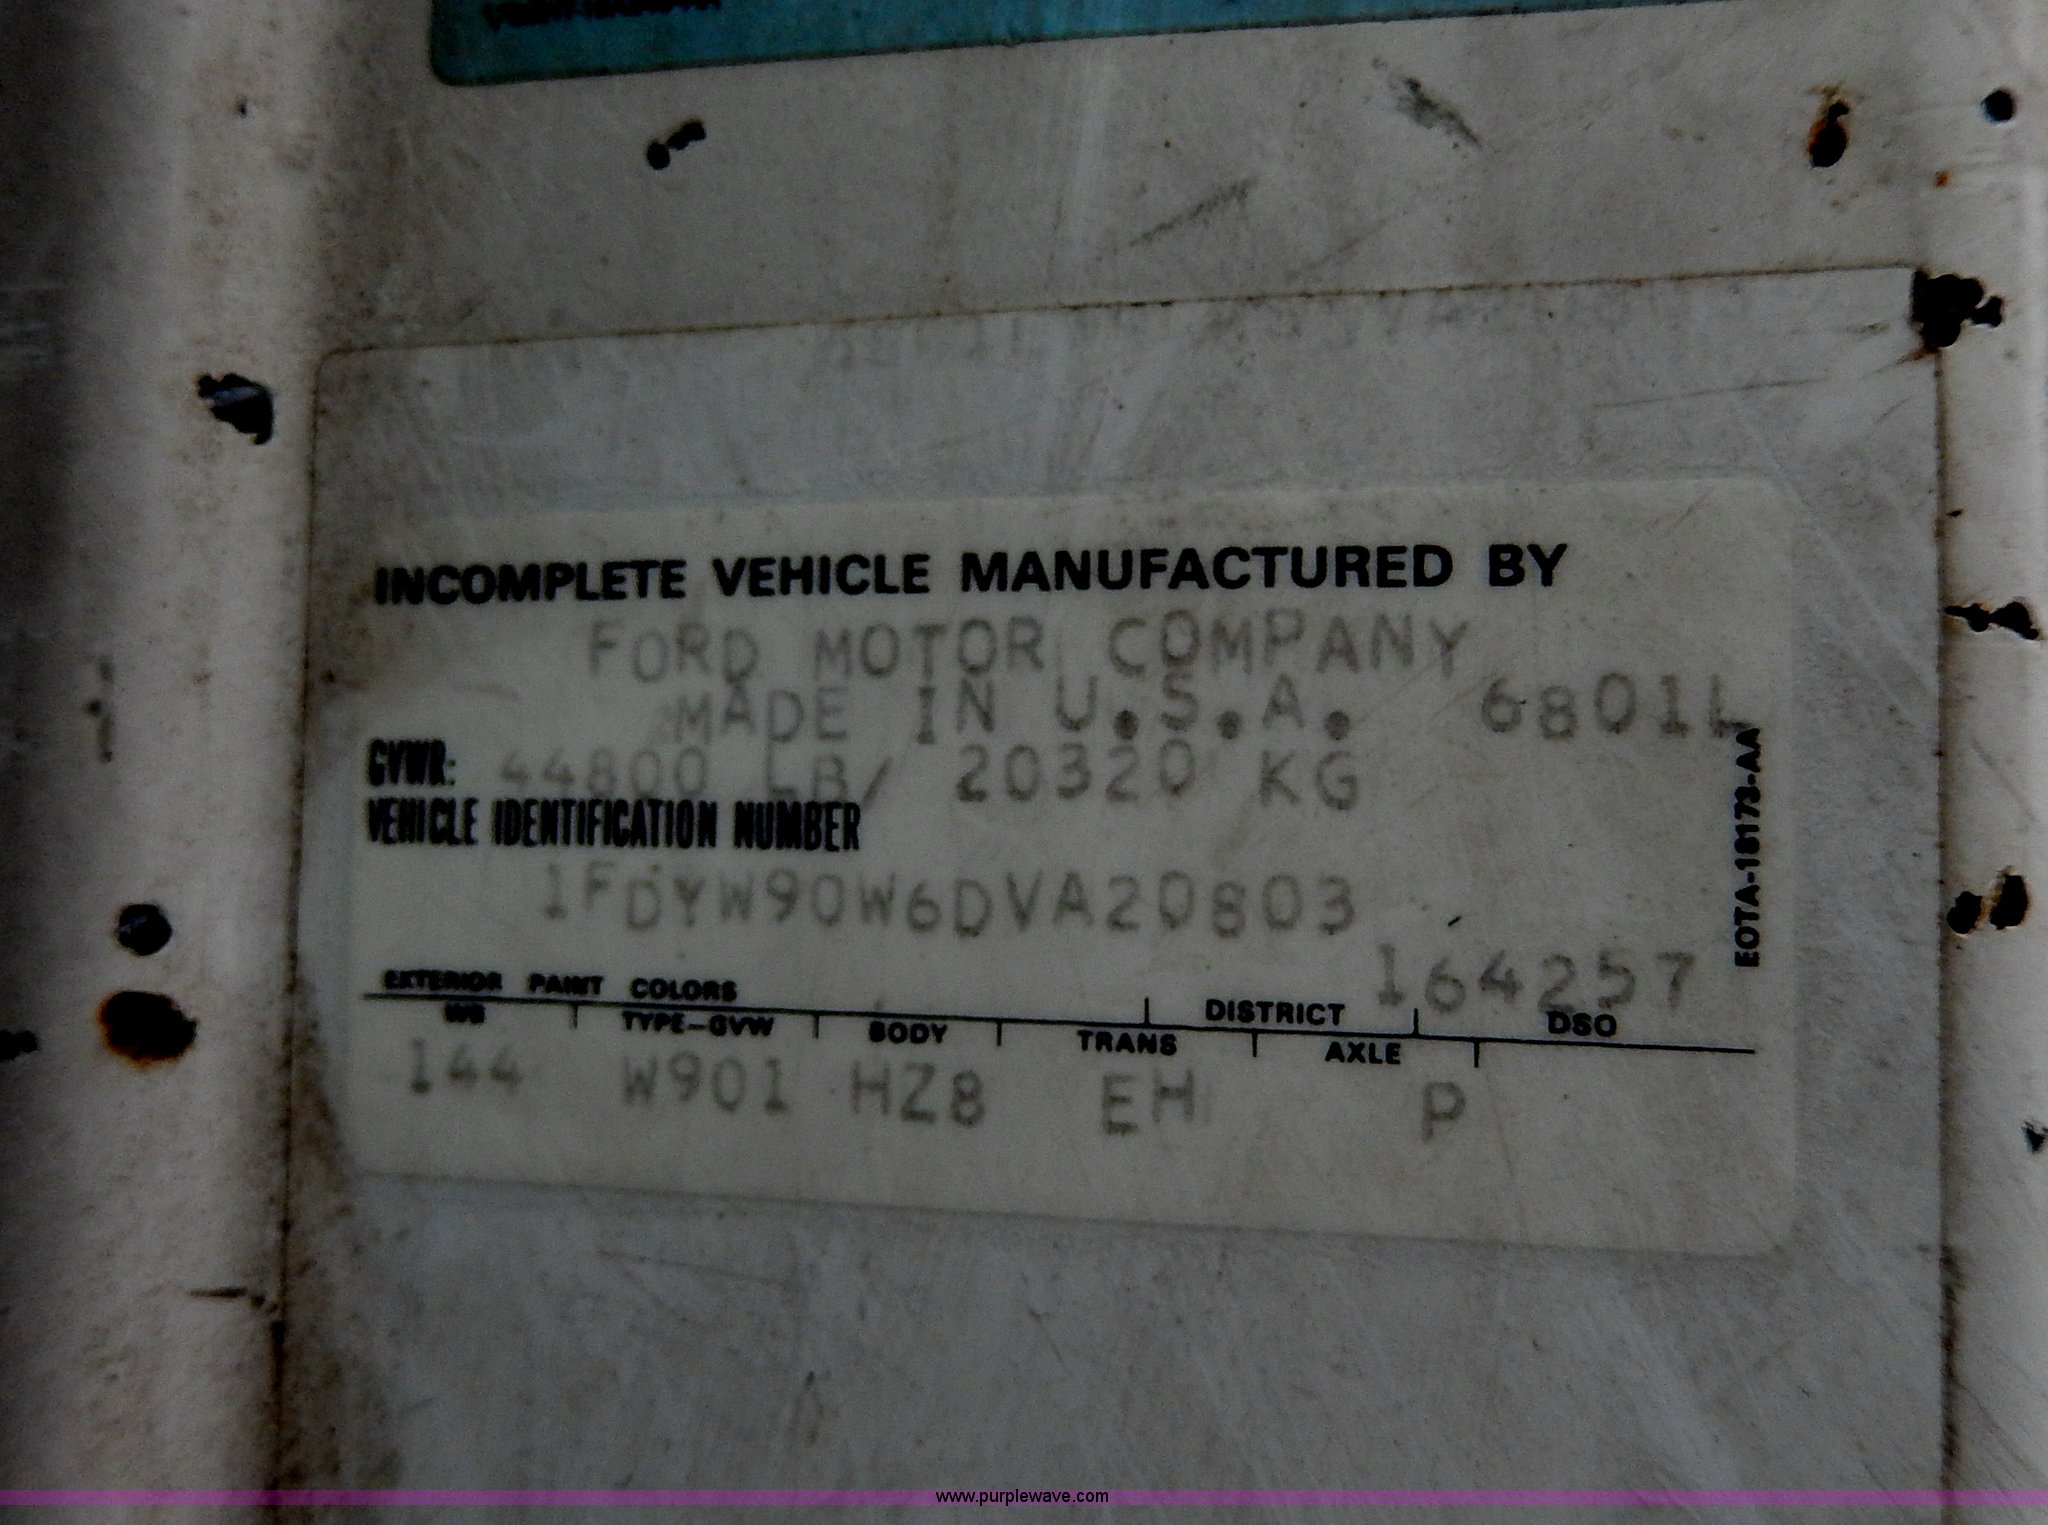 INCOMPLETE VEHICLE MANUFACTURED BY
FORD MOTOR COMPANY
MADE IN U.S.A. 6801L
GVWR: 44800 LB/ 20320 KG
VEHICLE IDENTIFICATION NUMBER
1FDYW90W6DVA20803
EOTA-18173-AA
164257
EXTERIOR PAINT COLORS DISTRICT DSO
WB TYPE-GVW BODY TRANS AXLE
144 W901 HZ8 EH P
www.purplewave.com